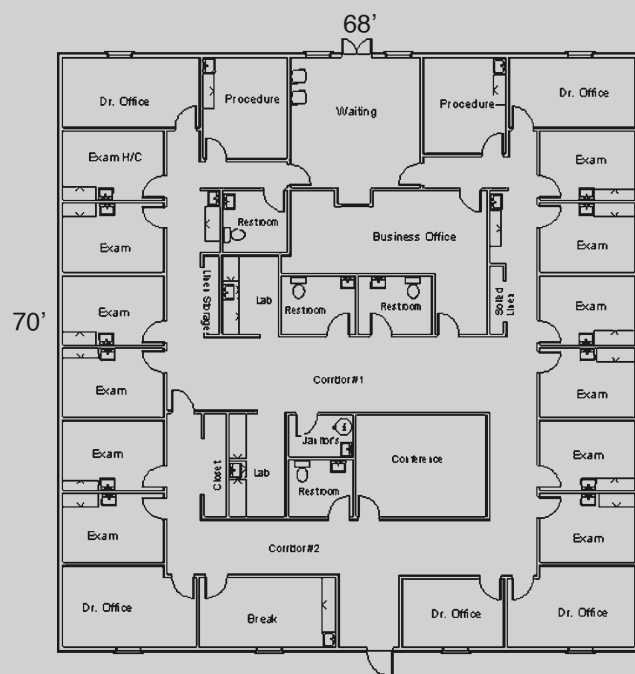 68'
Dr. Office
Procedure
Waiting
Procedure
Dr. Office
Exam H/C
Exam
Restroom
Business Office
Exam
Exam
Linen Storage
Lab
Restroom
Restroom
Soiled
Linen
Exam
Exam
70'
Corridor#1
Exam
Exam
Janitor's
Closet
Lab
Conference
Exam
Exam
Restroom
Exam
Corridor#2
Exam
Dr. Office
Break
Dr. Office
Dr. Office